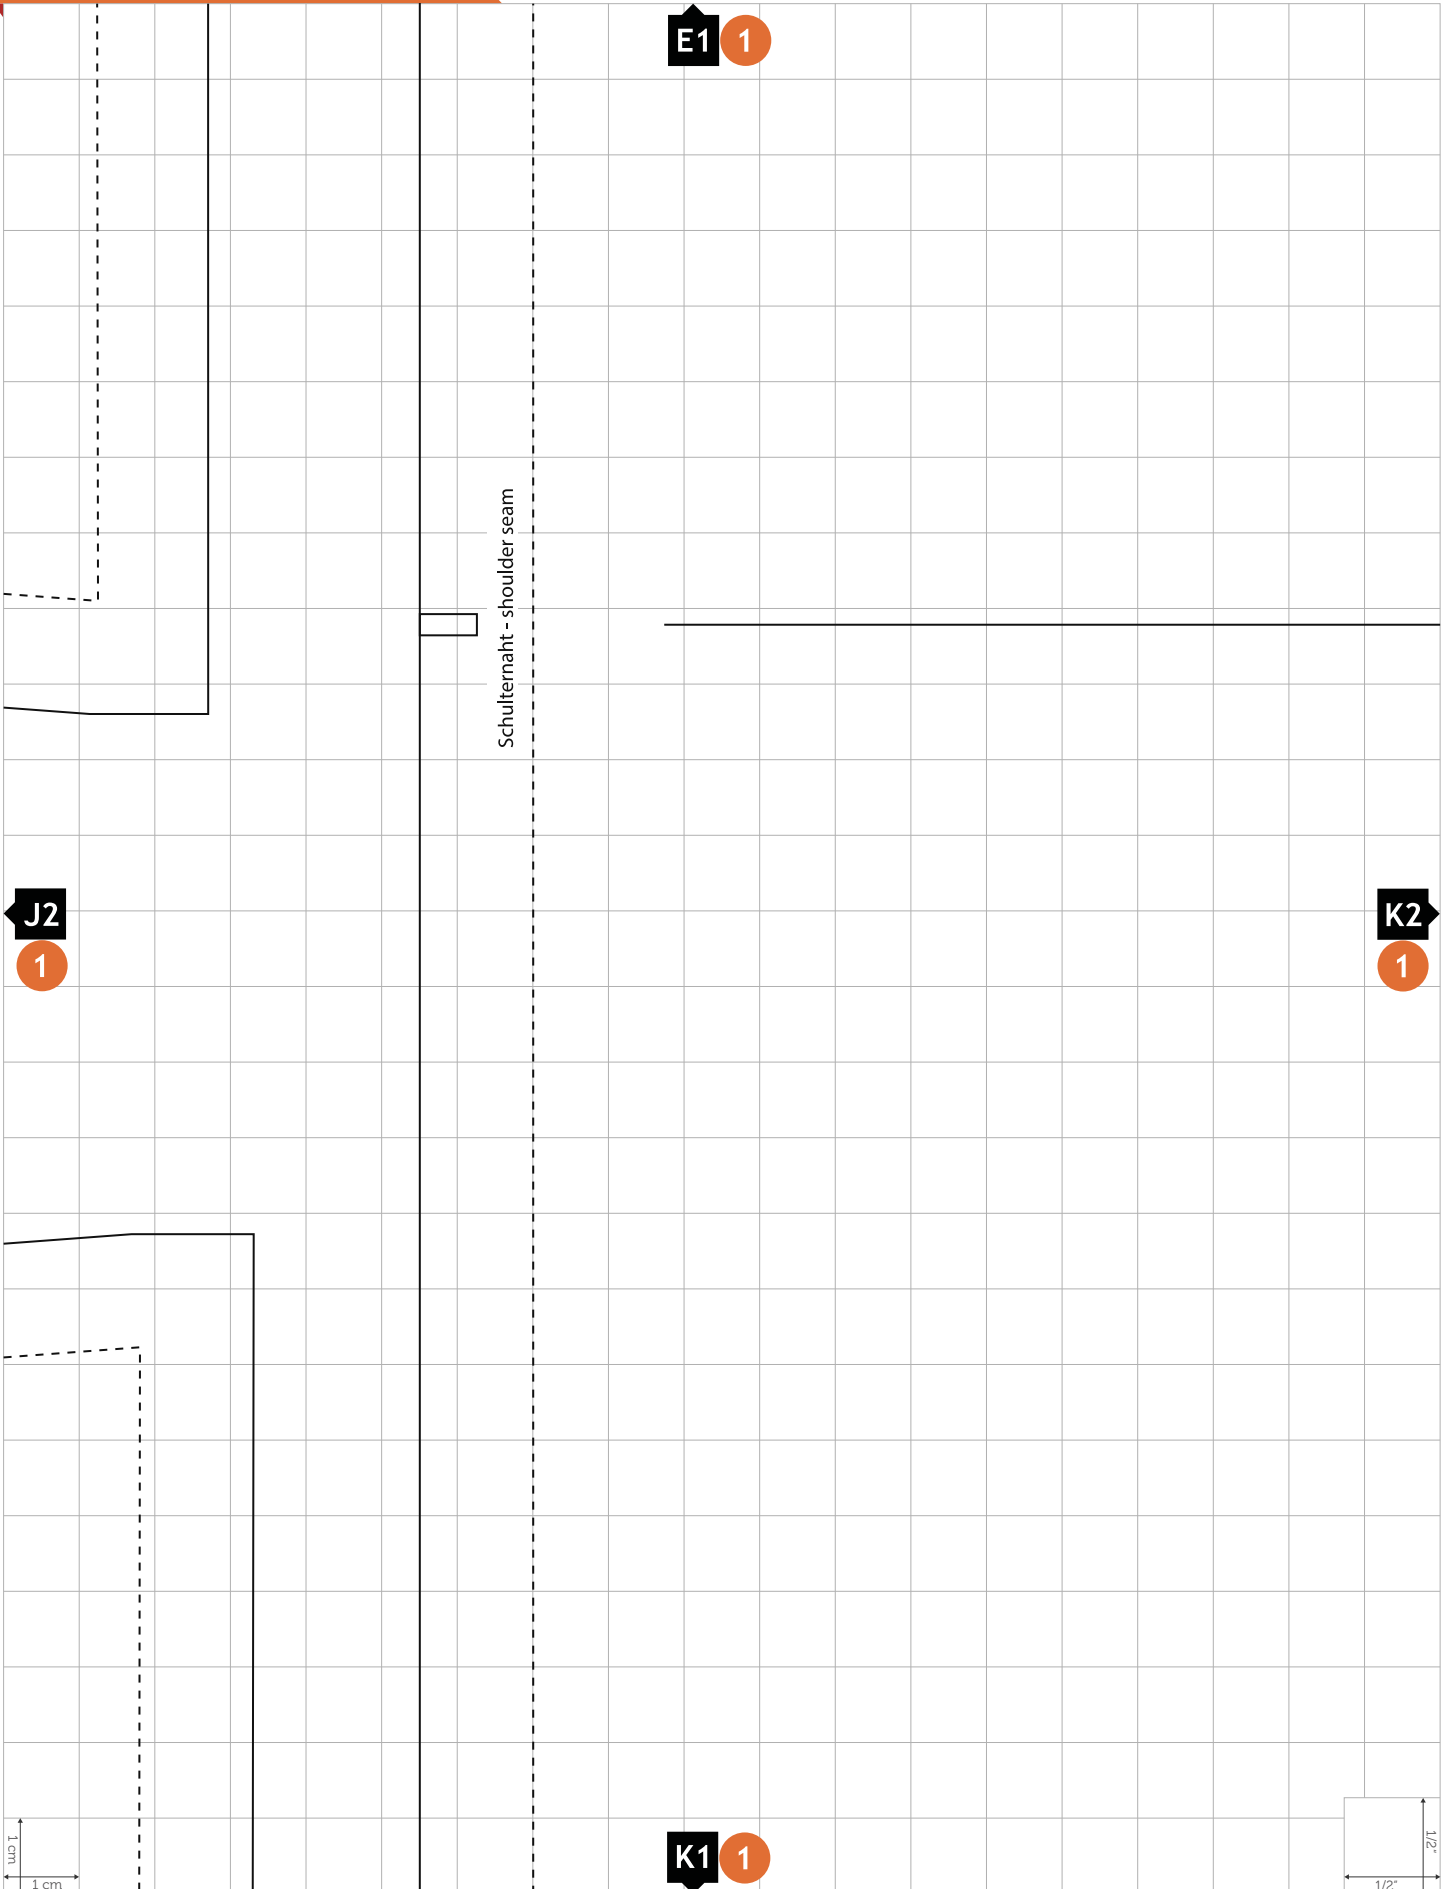 E1 1
Schulternaht - shoulder seam
J2
1
K2
1
K1 1
1 cm
1 cm
1/2"
1/2"